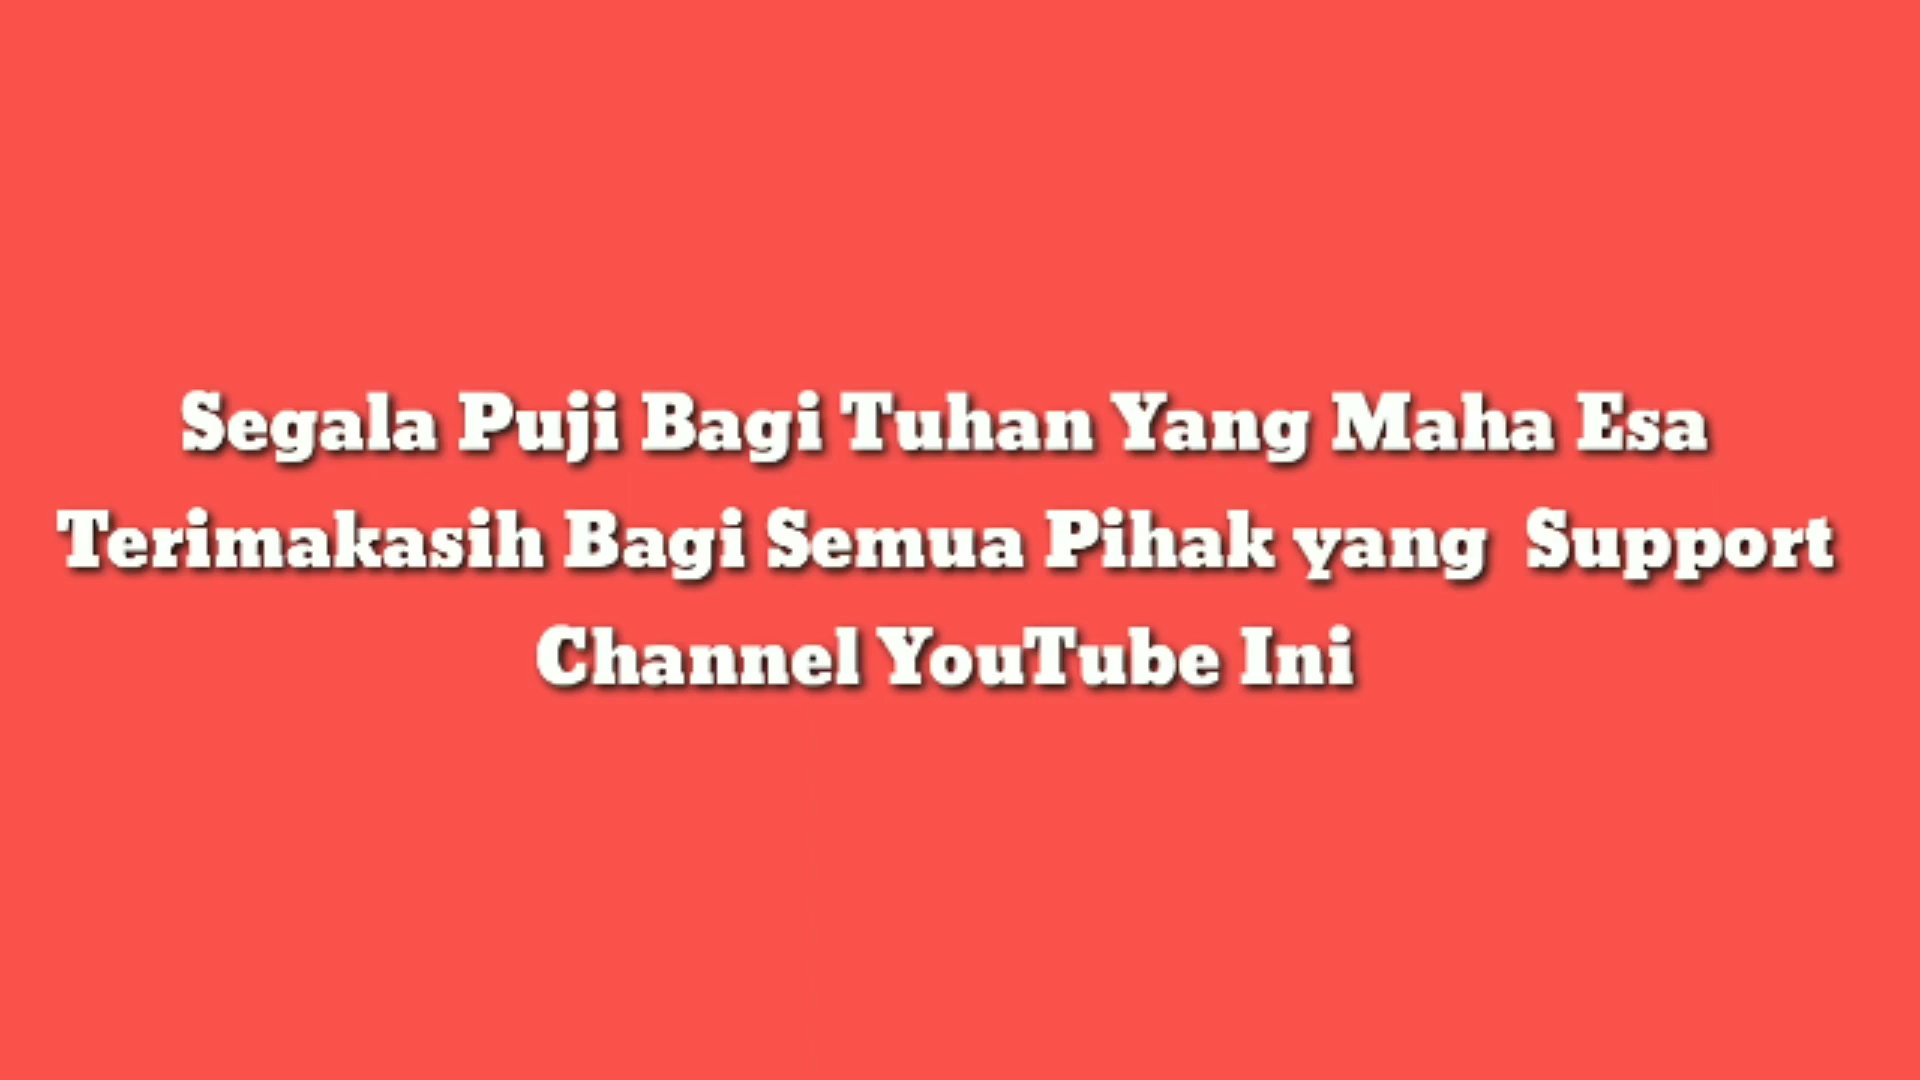 Segala Puji Bagi Tuhan Yang Maha Esa
Terimakasih Bagi Semua Pihak yang  Support
Channel YouTube Ini